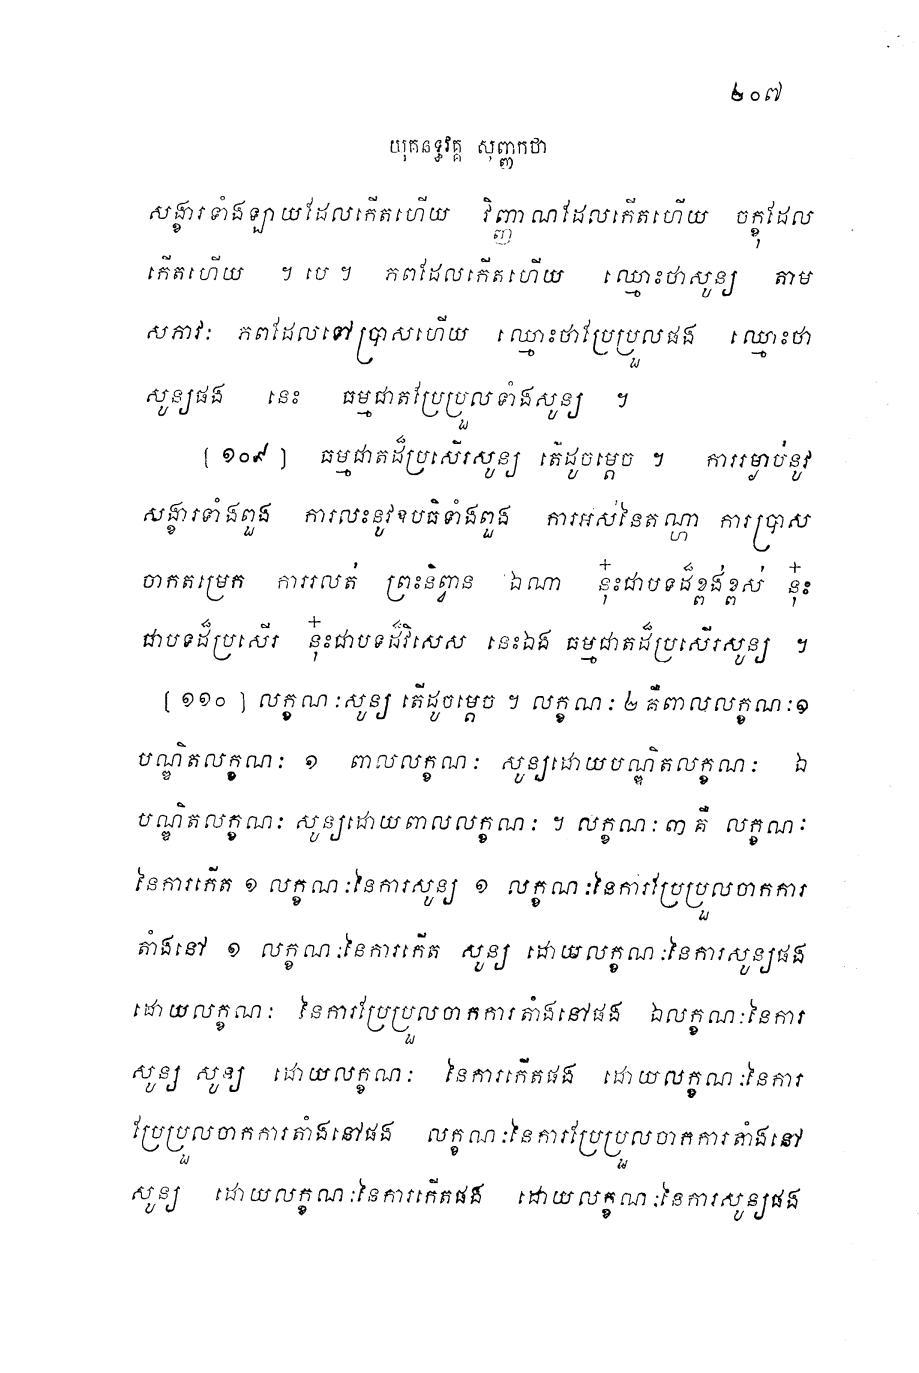 ២០៧
យុគនទ្ធវគ្គ សុញ្ញកថា
សង្ខារទាំងឡាយដែលកើតហើយ វិញ្ញាណដែលកើតហើយ ចក្ខុដែល
កើតហើយ ។ បេ ។ ភពដែលកើតហើយ ឈ្មោះថាសូន្យ តាម
សភាវៈ ភពដែលទៅប្រាសហើយ ឈ្មោះថាប្រែប្រួលផង ឈ្មោះថា
សូន្យផង នេះ ធម្មជាតប្រែប្រួលទាំងសូន្យ ។
[ ១០៩ ] ធម្មជាតដ៏ប្រសើរសូន្យ តើដូចម្តេច ។ ការរម្ងាប់នូវ
សង្ខារទាំងពួង ការលះនូវឧបធិទាំងពួង ការអស់នៃតណ្ហា ការប្រាស
ចាកតម្រេក ការរលត់ ព្រះនិព្វាន ឯណា នុ៎ះជាបទដ៏ខ្ពង់ខ្ពស់ នុ៎ះ
ជាបទដ៏ប្រសើរ នុ៎ះជាបទដ៏វិសេស នេះឯង ធម្មជាតដ៏ប្រសើរសូន្យ ។
[ ១១០ ] លក្ខណៈសូន្យ តើដូចម្តេច ។ លក្ខណៈ ២ គឺពាលលក្ខណៈ១
បណ្ឌិតលក្ខណៈ ១ ពាលលក្ខណៈ សូន្យដោយបណ្ឌិតលក្ខណៈ ឯ
បណ្ឌិតលក្ខណៈ សូន្យដោយពាលលក្ខណៈ ។ លក្ខណៈ ៣ គឺ លក្ខណៈ
នៃការកើត ១ លក្ខណៈនៃការសូន្យ ១ លក្ខណៈនៃការប្រែប្រួលចាកការ
តាំងនៅ ១ លក្ខណៈនៃការកើត សូន្យ ដោយលក្ខណៈនៃការសូន្យផង
ដោយលក្ខណៈ នៃការប្រែប្រួលចាកការតាំងនៅផង ឯលក្ខណៈនៃការ
សូន្យ សូន្យ ដោយលក្ខណៈ នៃការកើតផង ដោយលក្ខណៈនៃការ
ប្រែប្រួលចាកការតាំងនៅផង លក្ខណៈនៃការប្រែប្រួលចាកការតាំងនៅ
សូន្យ ដោយលក្ខណៈនៃការកើតផង ដោយលក្ខណៈនៃការសូន្យផង